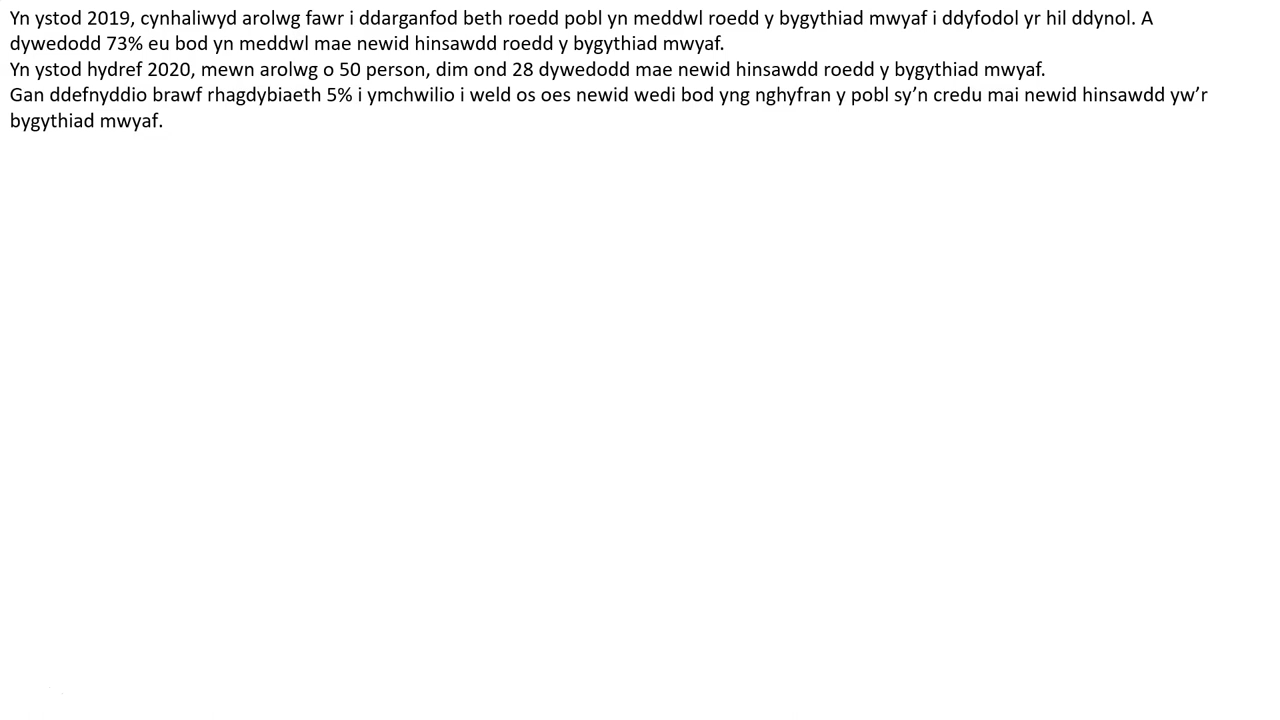 Yn ystod 2019, cynhaliwyd arolwg fawr i ddarganfod beth roedd pobl yn meddwl roedd y bygythiad mwyaf i ddyfodol yr hil ddynol. A
dywedodd 73% eu bod yn meddwl mae newid hinsawdd roedd y bygythiad mwyaf.
Yn ystod hydref 2020, mewn arolwg o 50 person, dim ond 28 dywedodd mae newid hinsawdd roedd y bygythiad mwyaf.
Gan ddefnyddio brawf rhagdybiaeth 5% i ymchwilio i weld os oes newid wedi bod yng nghyfran y pobl sy’n credu mai newid hinsawdd yw’r
bygythiad mwyaf.